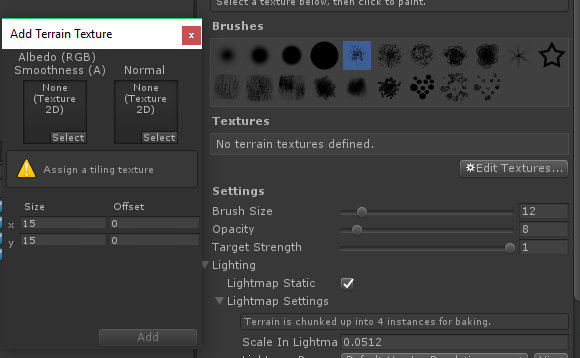 Add Terrain Texture
x
Albedo (RGB)
Smoothness (A)
Normal
None
(Texture
2D)
Select
None
(Texture
2D)
Select
Assign a tiling texture
Size
Offset
x 15 0
y 15 0
Add
Select a texture below, then click to paint.
Brushes
Textures
No terrain textures defined.
Edit Textures...
Settings
Brush Size 12
Opacity 8
Target Strength 1
Lighting
Lightmap Static
Lightmap Settings
Terrain is chunked up into 4 instances for baking.
Scale In Lightma 0.0512